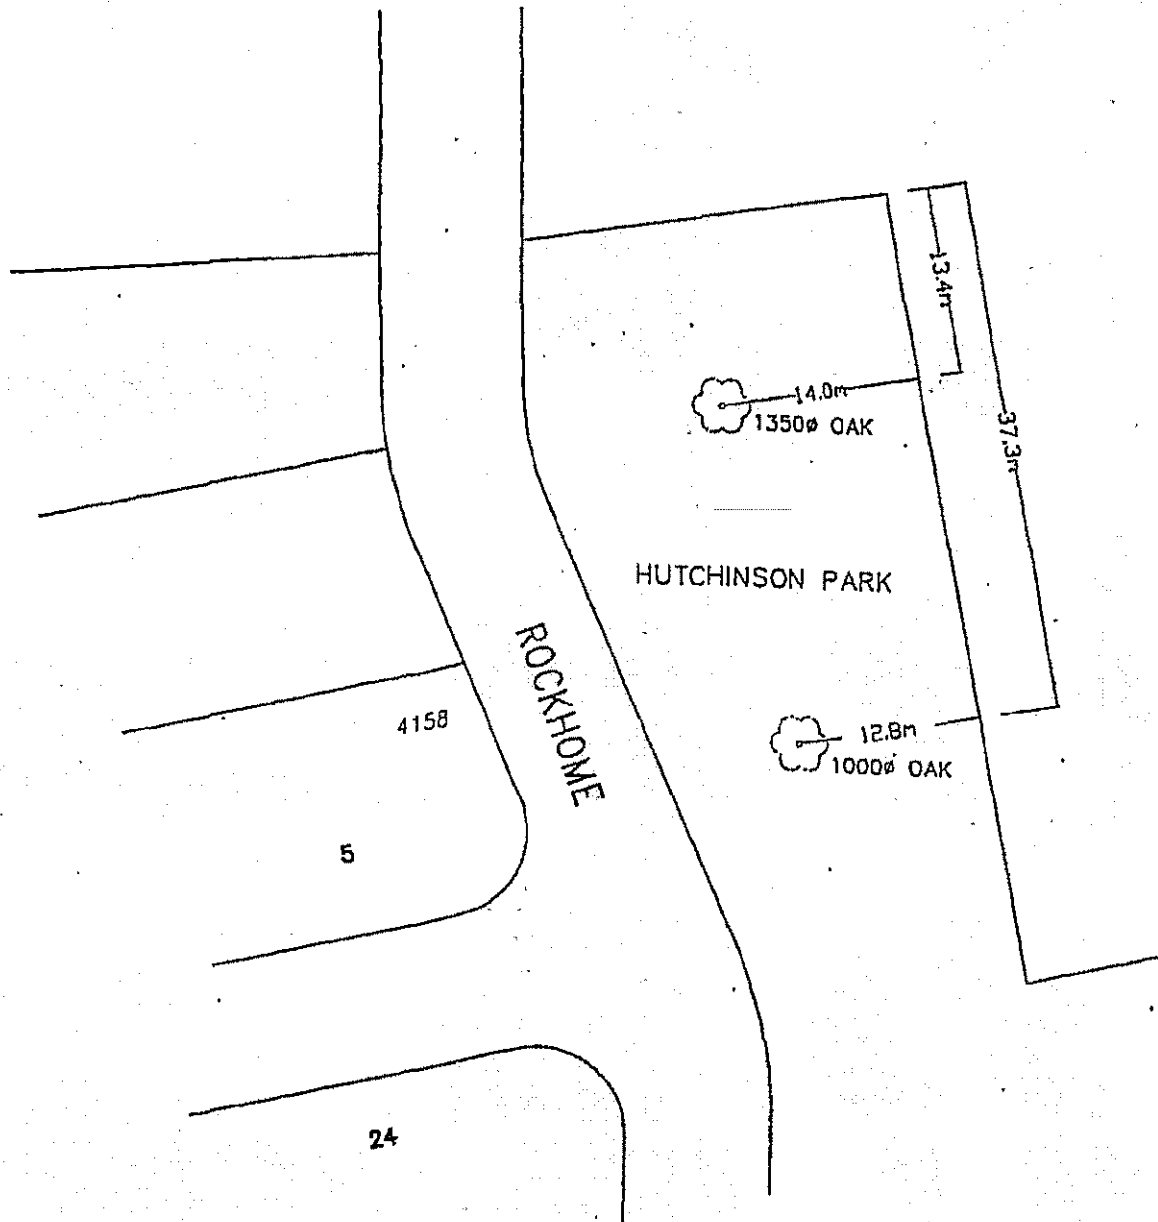 13.4m
14.0m
1350ø OAK
37.3m
HUTCHINSON PARK
ROCKHOME
4158
12.8m
1000ø OAK
5
24